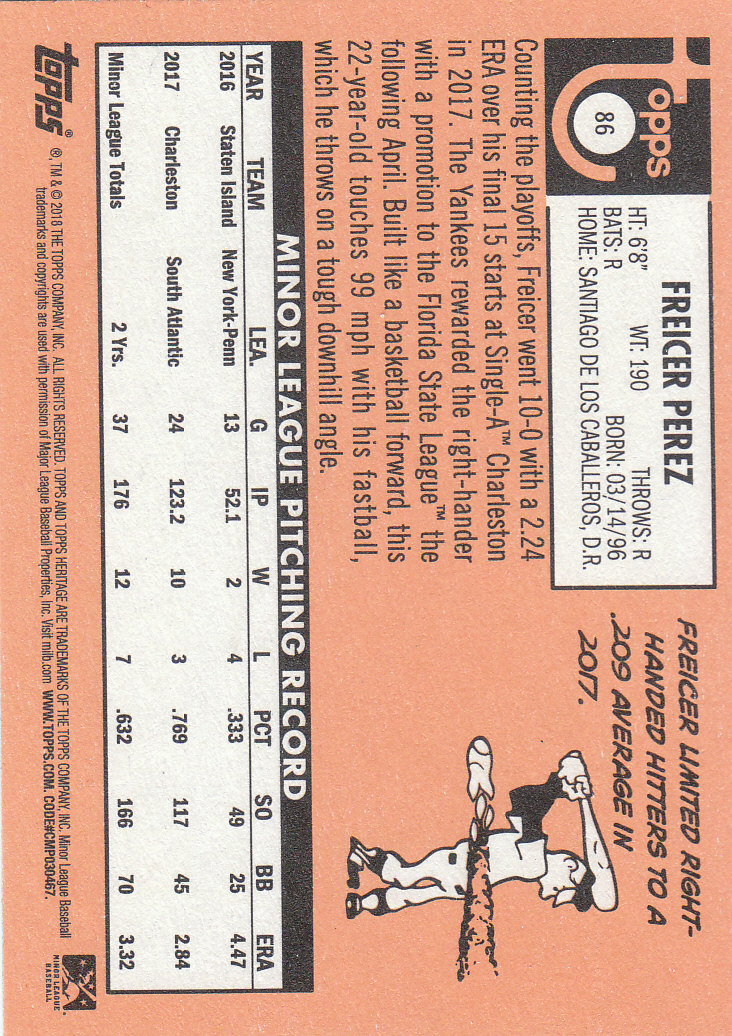 topps
86
FREICER PEREZ
HT: 6'8" WT: 190 THROWS: R
BATS: R BORN: 03/14/96
HOME: SANTIAGO DE LOS CABALLEROS, D.R.
FREICER LIMITED RIGHT-
HANDED HITTERS TO A
.209 AVERAGE IN
2017.
Counting the playoffs, Freicer went 10-0 with a 2.24
ERA over his final 15 starts at Single-A™ Charleston
in 2017. The Yankees rewarded the right-hander
with a promotion to the Florida State League™ the
following April. Built like a basketball forward, this
22-year-old touches 99 mph with his fastball,
which he throws on a tough downhill angle.
MINOR LEAGUE PITCHING RECORD
YEAR TEAM LEA. G IP W L PCT SO BB ERA
2016 Staten Island New York-Penn 13 52.1 2 4 .333 49 25 4.47
2017 Charleston South Atlantic 24 123.2 10 3 .769 117 45 2.84
Minor League Totals 2 Yrs. 37 176 12 7 .632 166 70 3.32
topps®
®, TM & © 2018 THE TOPPS COMPANY, INC. ALL RIGHTS RESERVED. TOPPS AND TOPPS HERITAGE ARE TRADEMARKS OF THE TOPPS COMPANY, INC. Minor League Baseball
trademarks and copyrights are used with permission of Major League Baseball Properties, Inc. Visit milb.com WWW.TOPPS.COM. CODE#CMP030467.
MINOR LEAGUE
BASEBALL